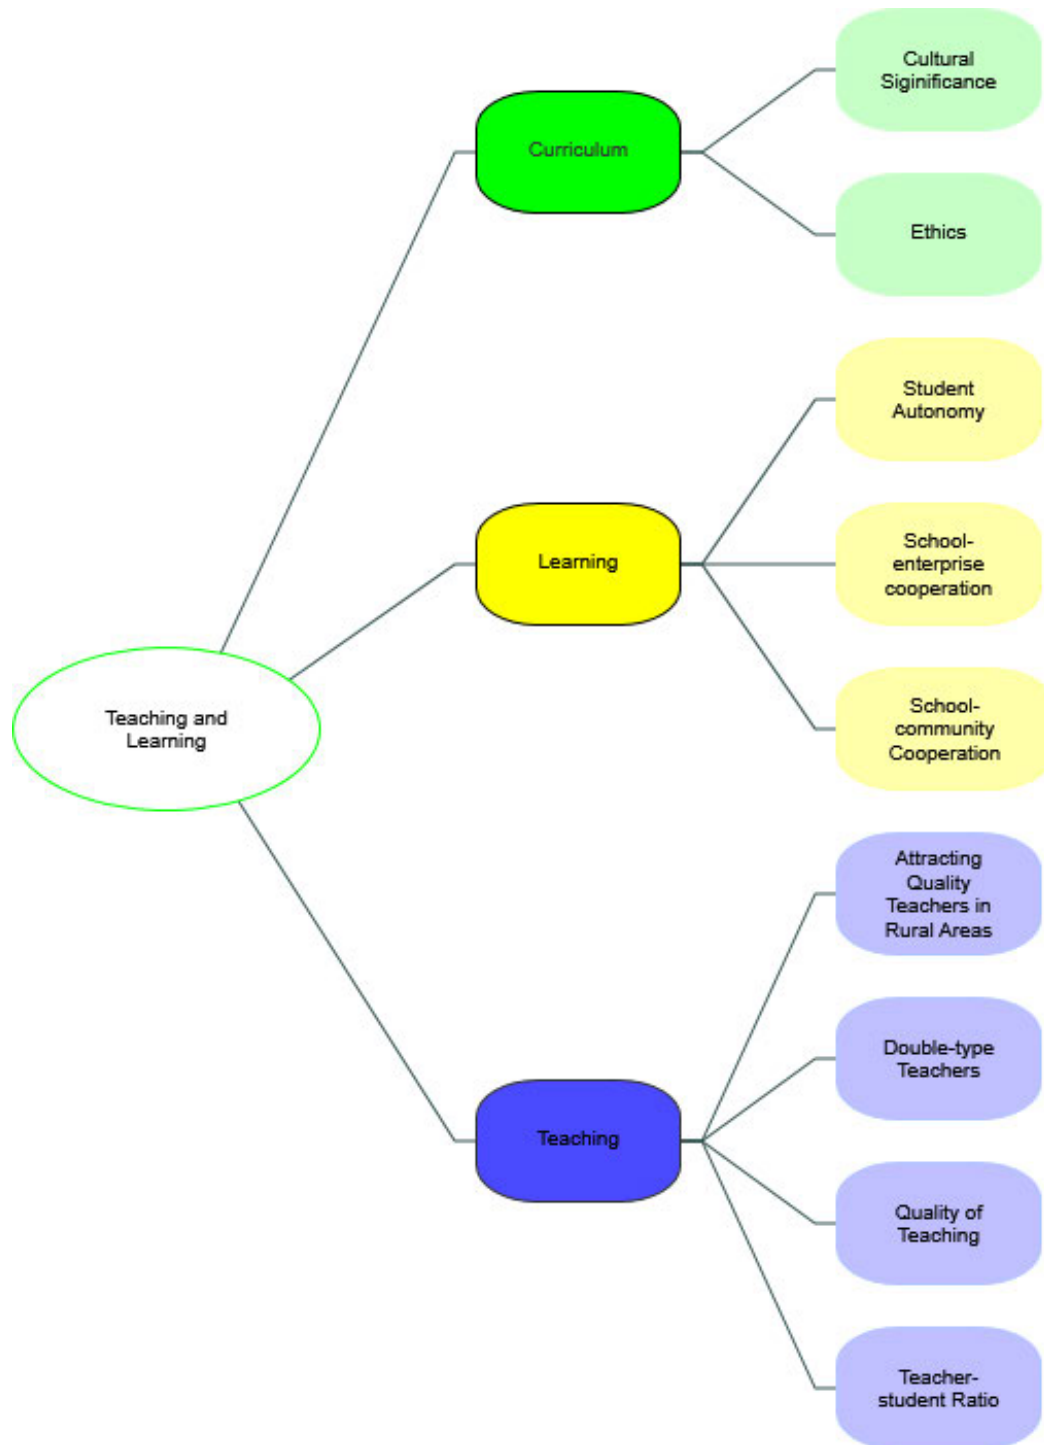 Cultural
Siginificance
Curriculum
Ethics
Student
Autonomy
Learning
School-
enterprise
cooperation
Teaching and
Learning
School-
community
Cooperation
Attracting
Quality
Teachers in
Rural Areas
Double-type
Teachers
Teaching
Quality of
Teaching
Teacher-
student Ratio